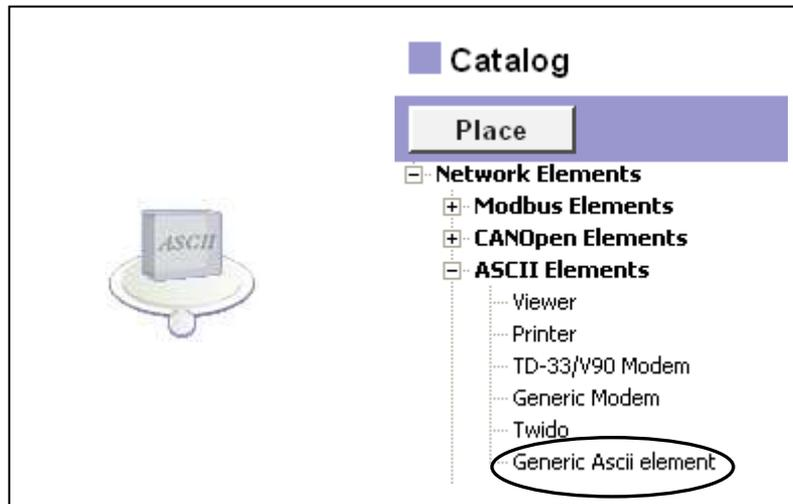 Catalog
Place
Network Elements
Modbus Elements
CANOpen Elements
ASCII Elements
Viewer
Printer
TD-33/V90 Modem
Generic Modem
Twido
Generic Ascii element
ASCII